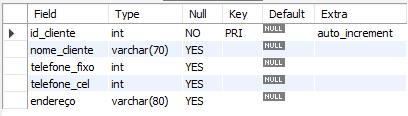 Field Type Null Key Default Extra
id_cliente int NO PRI NULL auto_increment
nome_cliente varchar(70) YES NULL
telefone_fixo int YES NULL
telefone_cel int YES NULL
endereço varchar(80) YES NULL